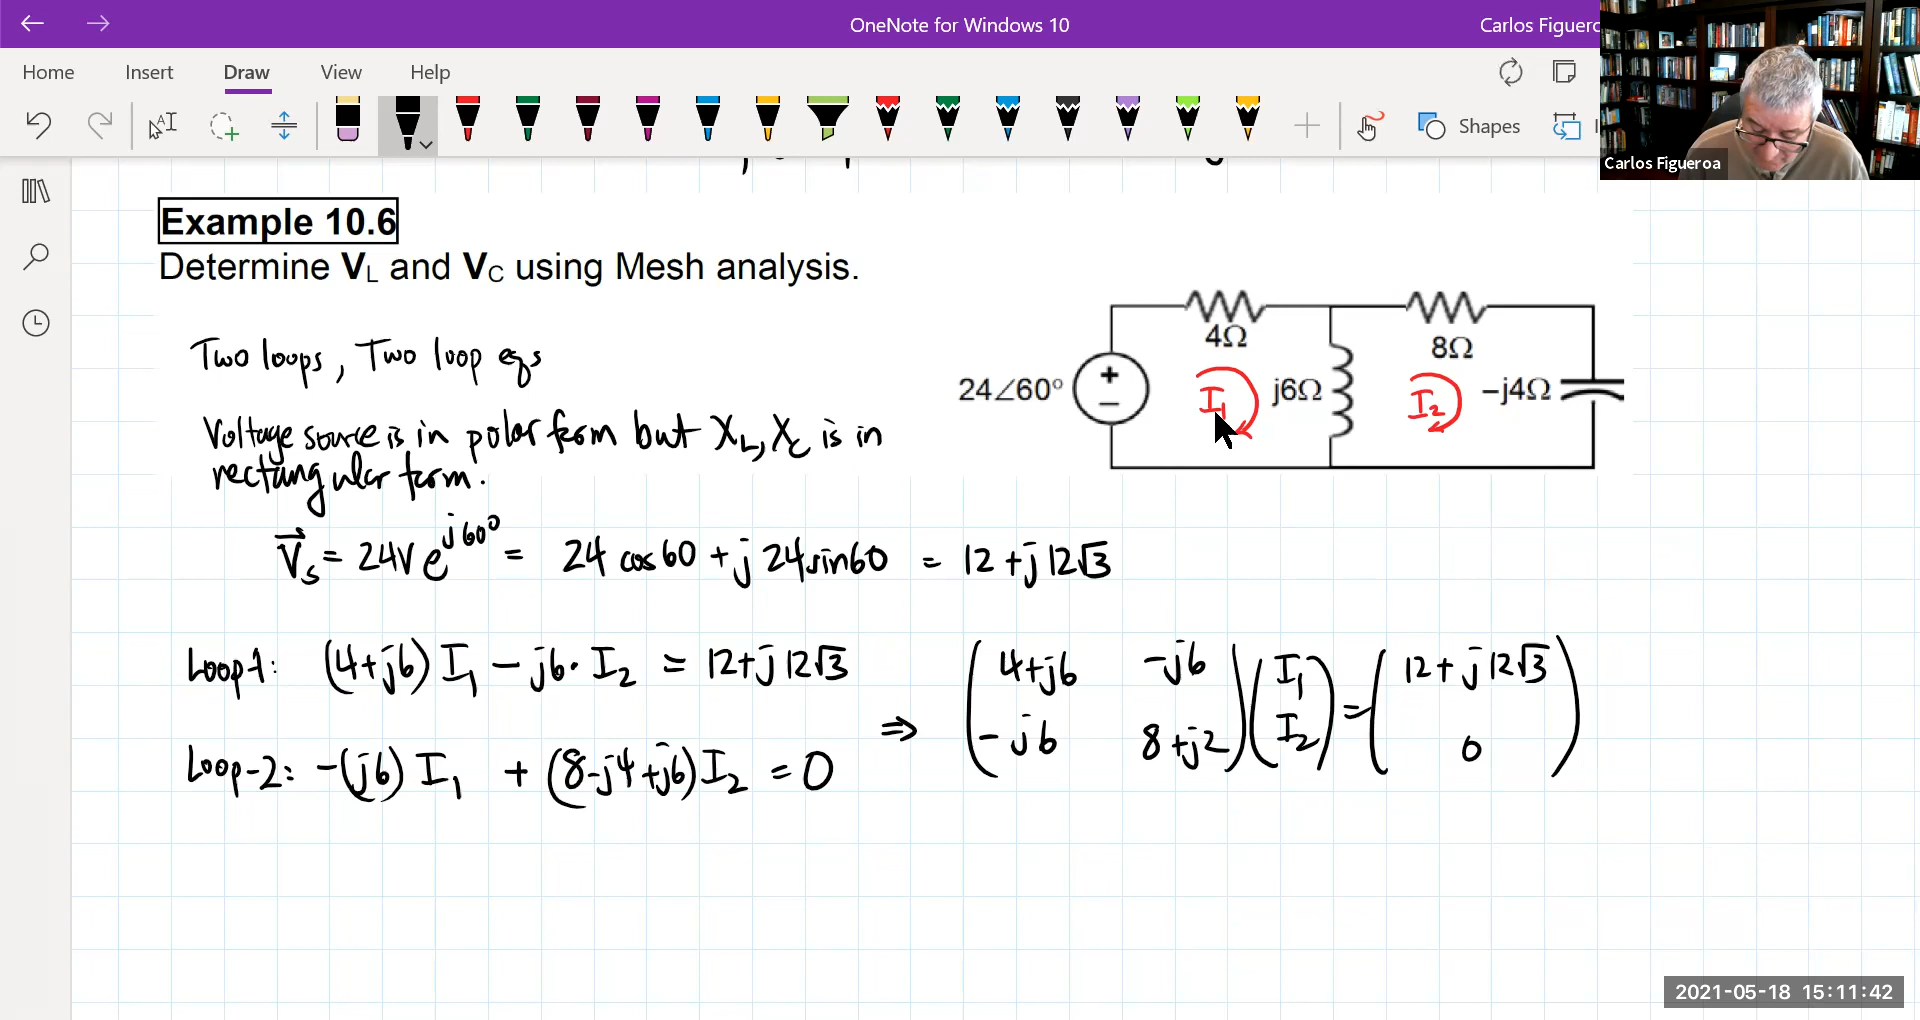 OneNote for Windows 10
Carlos Figuero
Home Insert Draw View Help
Shapes
Carlos Figueroa
Example 10.6
Determine VL and VC using Mesh analysis.
Two loops, Two loop eqs
Voltage source is in polar form but XL, XC is in
rectangular form.
4Ω
8Ω
24∠60°
+
−
I1
j6Ω
I2
−j4Ω
V⃗s = 24V e^j60° = 24 cos60 + j 24sin60 = 12 + j 12√3
Loop-1: (4+j6) I1 − j6 · I2 = 12+j 12√3
Loop-2: −(j6) I1 + (8−j4+j6) I2 = 0
⇒ (4+j6 −j6) (I1) = (12 + j 12√3)
(−j6 8+j2) (I2) (0)
2021-05-18 15:11:42